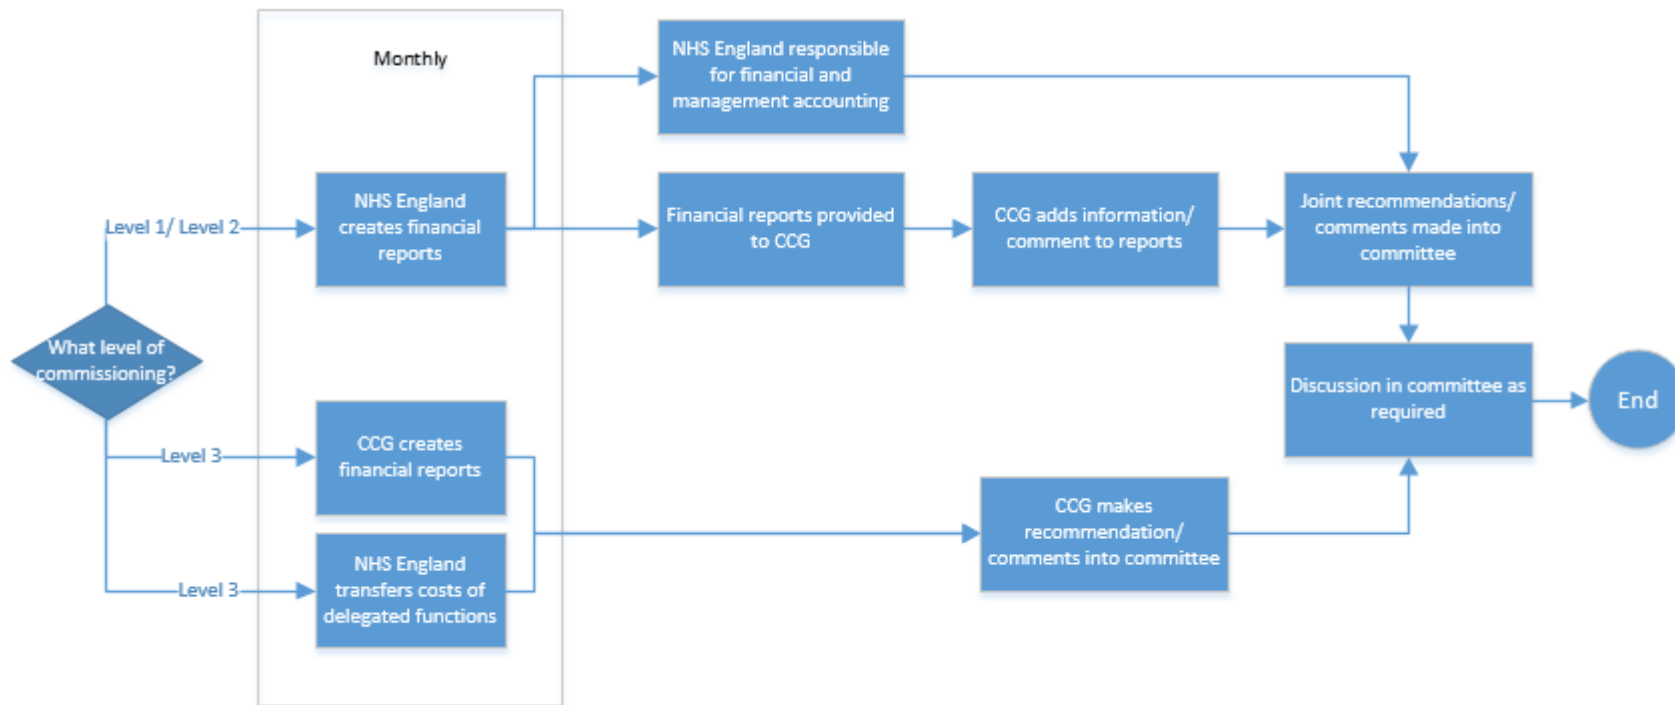 Monthly
NHS England responsible
for financial and
management accounting
Level 1/ Level 2
NHS England
creates financial
reports
Financial reports provided
to CCG
CCG adds information/
comment to reports
Joint recommendations/
comments made into
committee
What level of
commissioning?
Discussion in committee as
required
End
Level 3
CCG creates
financial reports
CCG makes
recommendation/
comments into committee
Level 3
NHS England
transfers costs of
delegated functions